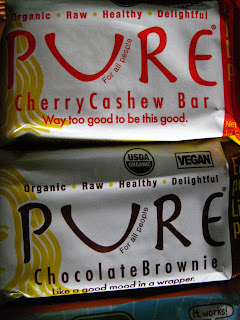 Organic • Raw • Healthy • Delightful
PURE®
For all people
CherryCashew Bar
Way too good to be this good.
USDA
ORGANIC
VEGAN
Organic • Raw • Healthy • Delightful
PURE®
For all people
ChocolateBrownie
Like a good mood in a wrapper.
It works!